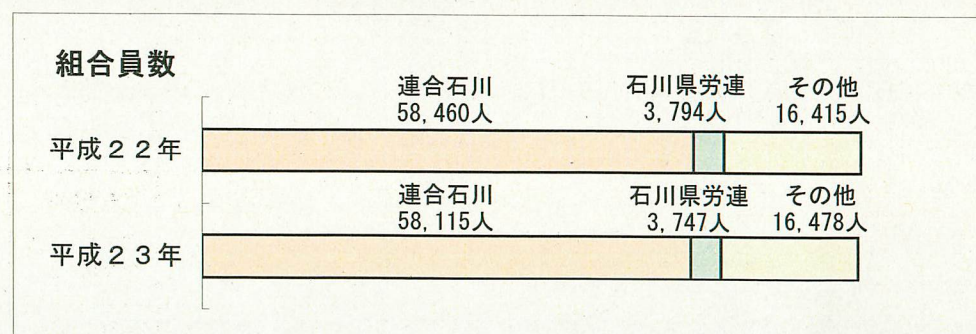 組合員数
連合石川 石川県労連 その他
58,460人 3,794人 16,415人
平成２２年
連合石川 石川県労連 その他
58,115人 3,747人 16,478人
平成２３年